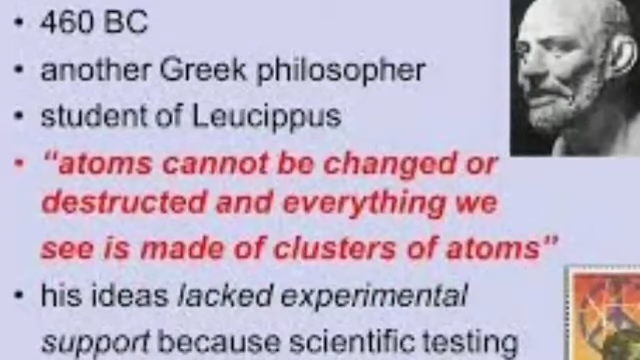 • 460 BC
• another Greek philosopher
• student of Leucippus
• “atoms cannot be changed or
destructed and everything we
see is made of clusters of atoms”
• his ideas lacked experimental
support because scientific testing